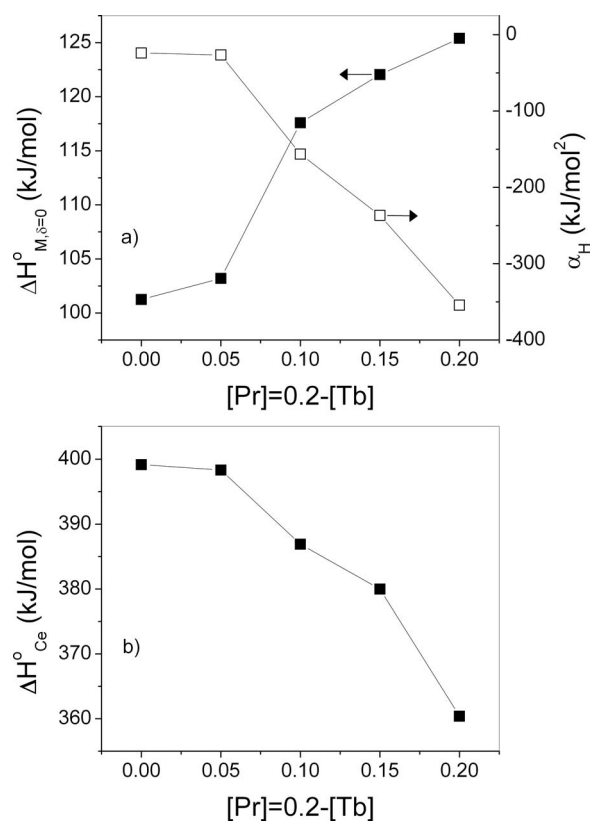 125
120
115
110
105
100
ΔH°M,δ=0 (kJ/mol)
a)
0
-100
-200
-300
-400
αH (kJ/mol²)
0.00 0.05 0.10 0.15 0.20
[Pr]=0.2-[Tb]
400
390
380
370
360
ΔH°Ce (kJ/mol)
b)
0.00 0.05 0.10 0.15 0.20
[Pr]=0.2-[Tb]